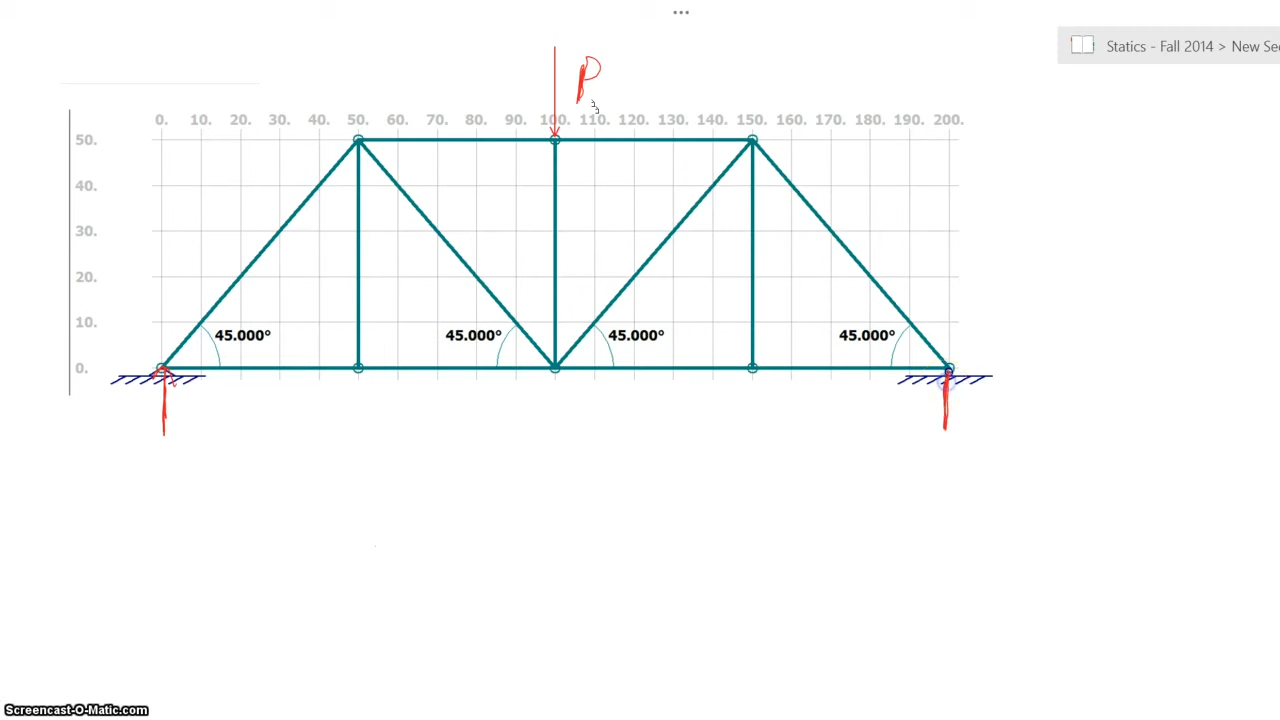 •••
Statics - Fall 2014 > New Se
P
0. 10. 20. 30. 40. 50. 60. 70. 80. 90. 100. 110. 120. 130. 140. 150. 160. 170. 180. 190. 200.
50.
40.
30.
20.
10.
45.000° 45.000° 45.000° 45.000°
0.
Screencast-O-Matic.com